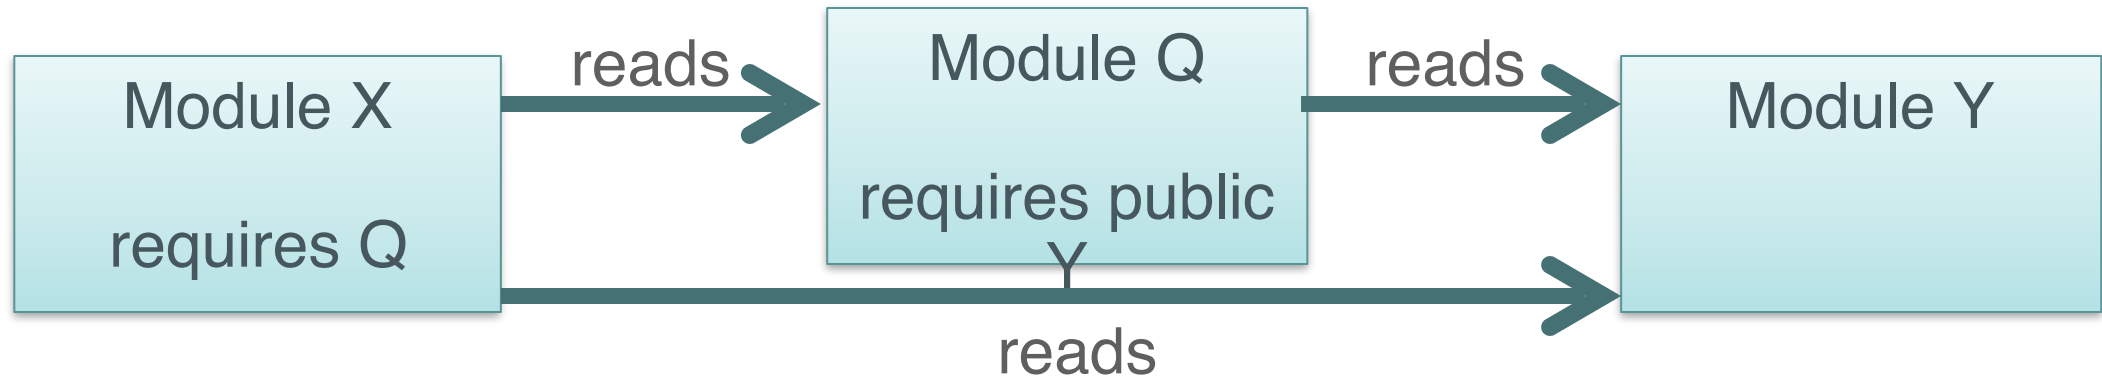 Module X
requires Q
reads
Module Q
requires public
Y
reads
Module Y
reads